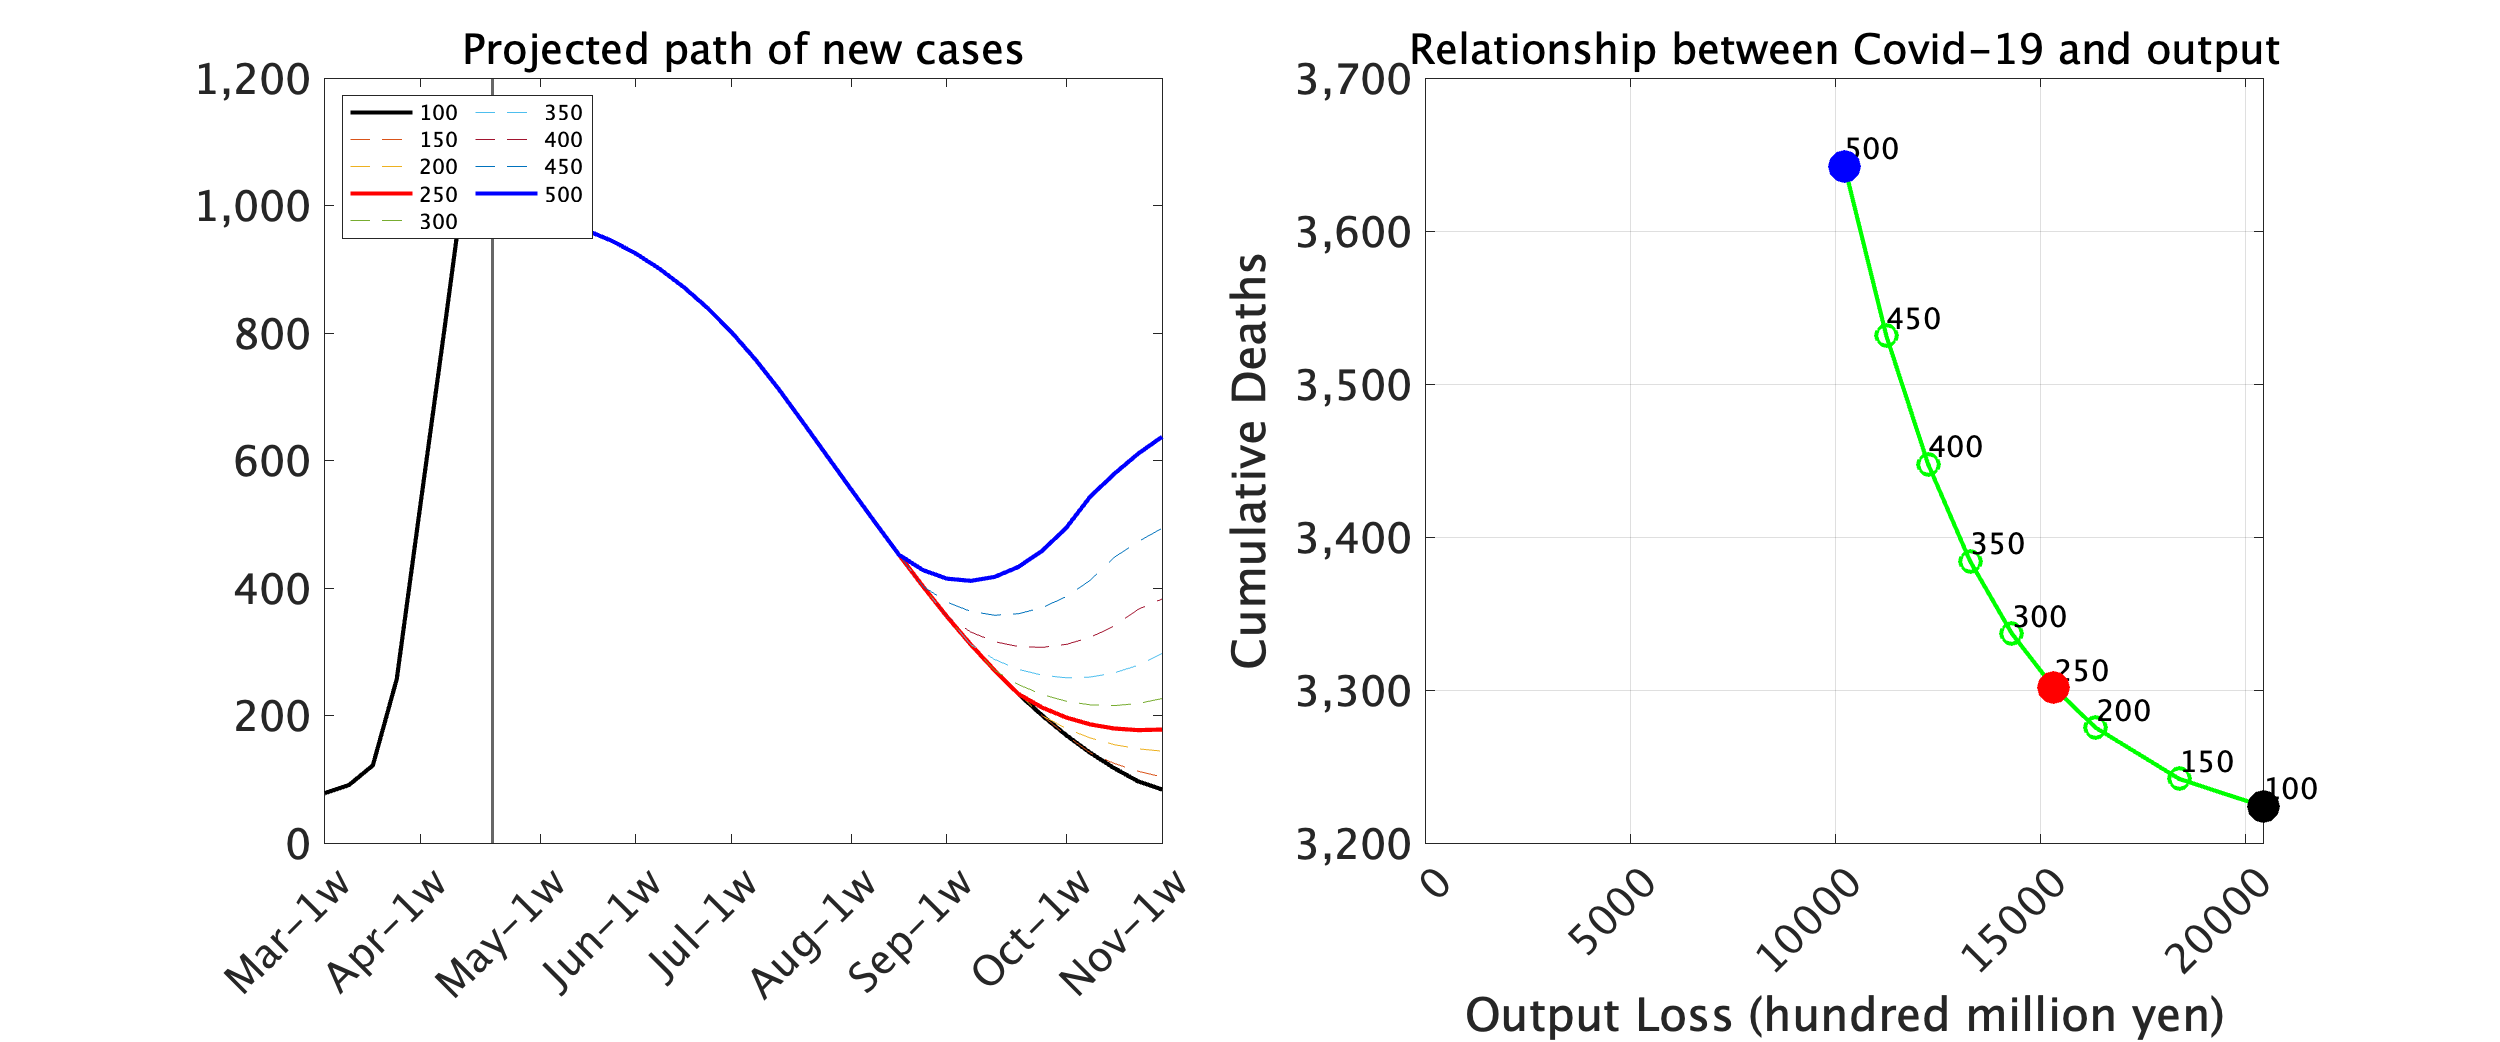 Projected path of new cases
1,200
1,000
800
600
400
200
0
100
150
200
250
300
350
400
450
500
Mar-1w
Apr-1w
May-1w
Jun-1w
Jul-1w
Aug-1w
Sep-1w
Oct-1w
Nov-1w
Relationship between Covid-19 and output
Cumulative Deaths
3,700
3,600
3,500
3,400
3,300
3,200
500
450
400
350
300
250
200
150
100
0
5000
10000
15000
20000
Output Loss (hundred million yen)